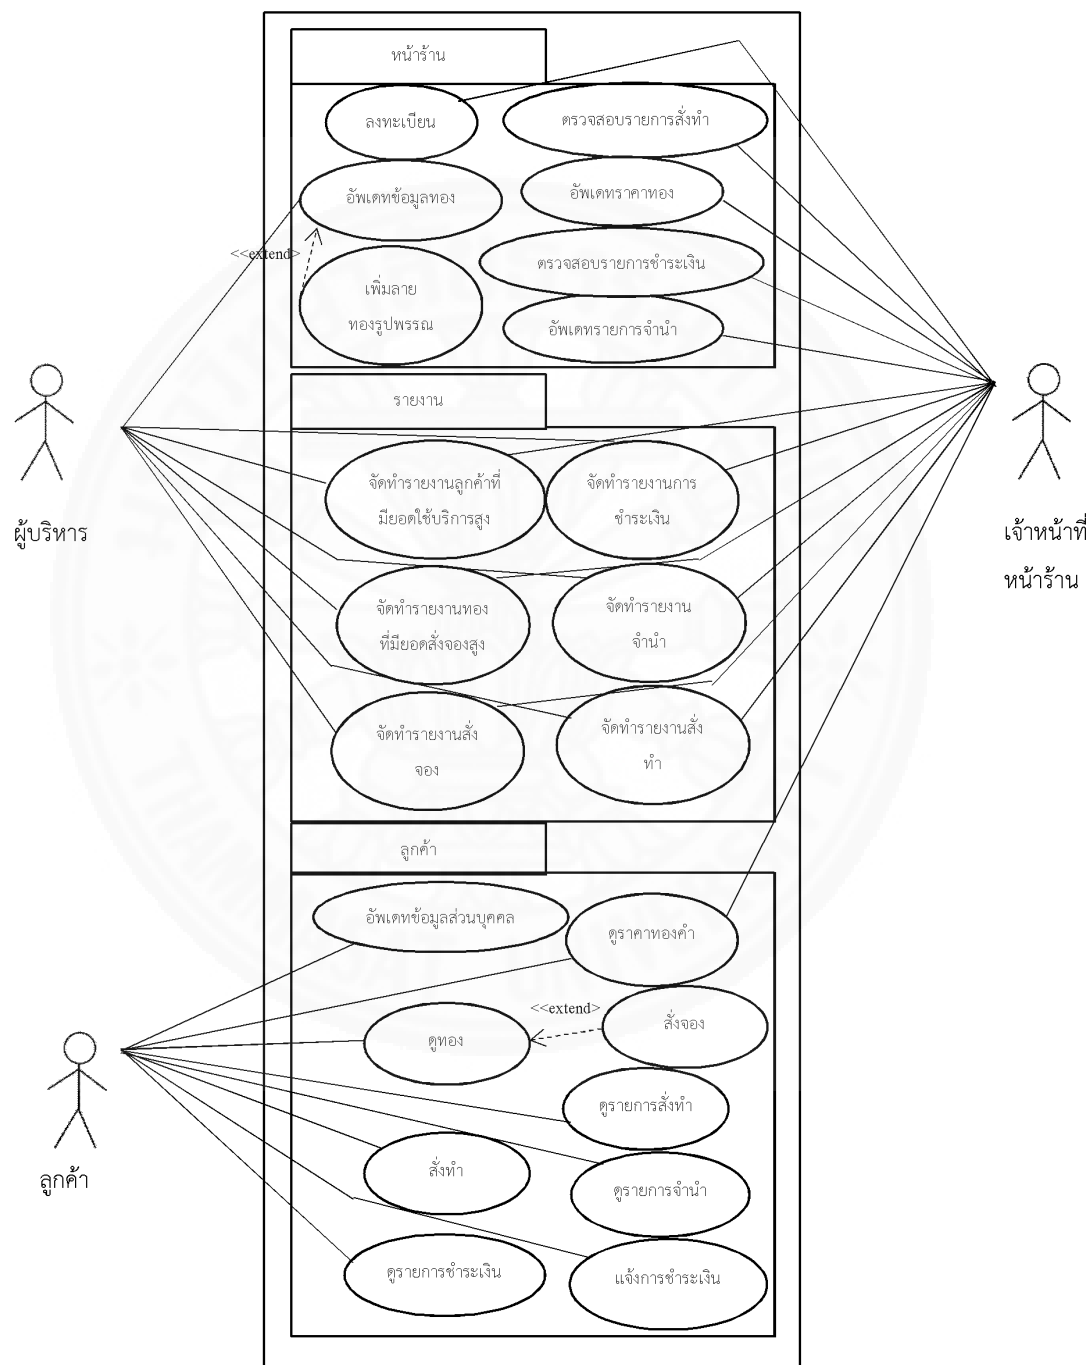 หน้าร้าน
ลงทะเบียน
ตรวจสอบรายการสั่งทำ
อัพเดทข้อมูลทอง
อัพเดทราคาทอง
<<extend>
ตรวจสอบรายการชำระเงิน
เพิ่มลาย
ทองรูปพรรณ
อัพเดทรายการจำนำ
รายงาน
จัดทำรายงานลูกค้าที่
มียอดใช้บริการสูง
จัดทำรายงานการ
ชำระเงิน
ผู้บริหาร
เจ้าหน้าที่
หน้าร้าน
จัดทำรายงานทอง
ที่มียอดสั่งจองสูง
จัดทำรายงาน
จำนำ
จัดทำรายงานสั่ง
จอง
จัดทำรายงานสั่ง
ทำ
ลูกค้า
อัพเดทข้อมูลส่วนบุคคล
ดูราคาทองคำ
<<extend>
สั่งจอง
ดูทอง
ดูรายการสั่งทำ
สั่งทำ
ลูกค้า
ดูรายการจำนำ
ดูรายการชำระเงิน
แจ้งการชำระเงิน